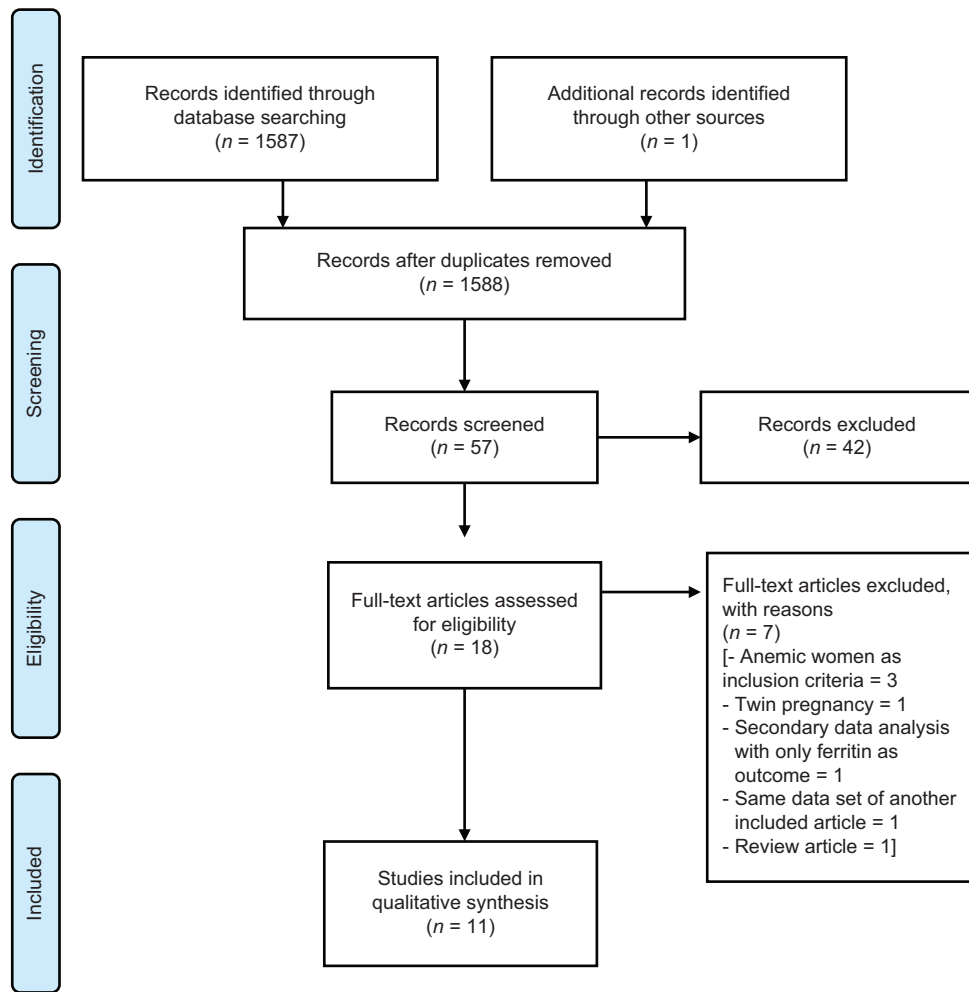 Identification
Records identified through
database searching
(n = 1587)
Additional records identified
through other sources
(n = 1)
Records after duplicates removed
(n = 1588)
Screening
Records screened
(n = 57)
Records excluded
(n = 42)
Eligibility
Full-text articles assessed
for eligibility
(n = 18)
Full-text articles excluded,
with reasons
(n = 7)
[- Anemic women as
inclusion criteria = 3
- Twin pregnancy = 1
- Secondary data analysis
with only ferritin as
outcome = 1
- Same data set of another
included article = 1
- Review article = 1]
Included
Studies included in
qualitative synthesis
(n = 11)